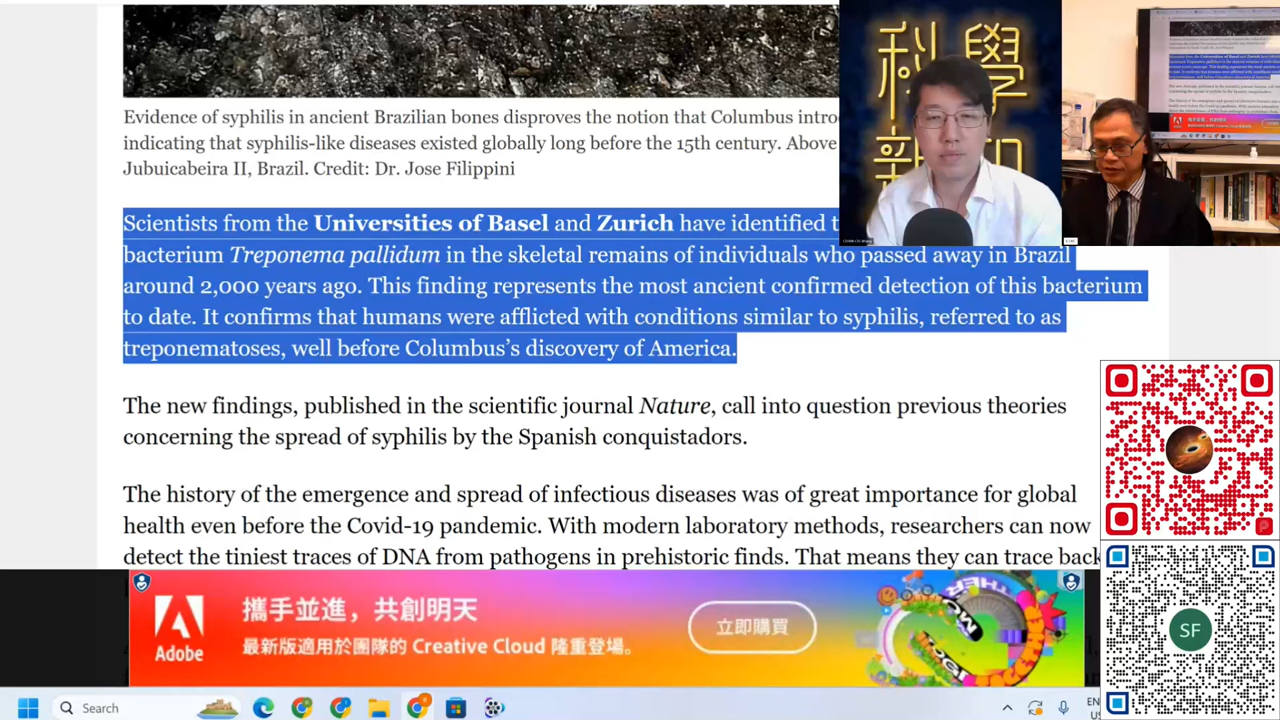 Evidence of syphilis in ancient Brazilian
the notion that Columbus
indicating that syphilis-like diseases existed globally long before the 15th century. Above
Jubuicabeira II, Brazil. Credit: Dr. Jose Filippini
科學
新知
Scientists from the Universities of Basel and Zurich have identified
bacterium Treponema pallidum in the skeletal remains of individuals who passed away in Brazil
around 2,000 years ago. This finding represents the most ancient confirmed detection of this bacterium
to date. It confirms that humans were afflicted with conditions similar to syphilis, referred to as
treponematoses, well before Columbus’s discovery of America.
The new findings, published in the scientific journal Nature, call into question previous theories
concerning the spread of syphilis by the Spanish conquistadors.
The history of the emergence and spread of infectious diseases was of great importance for global
health even before the Covid-19 pandemic. With modern laboratory methods, researchers can now
detect the tiniest traces of DNA from pathogens in prehistoric finds. That means they can trace back
Adobe
攜手並進，共創明天
最新版適用於團隊的 Creative Cloud 隆重登場。
立即購買
SF
Search